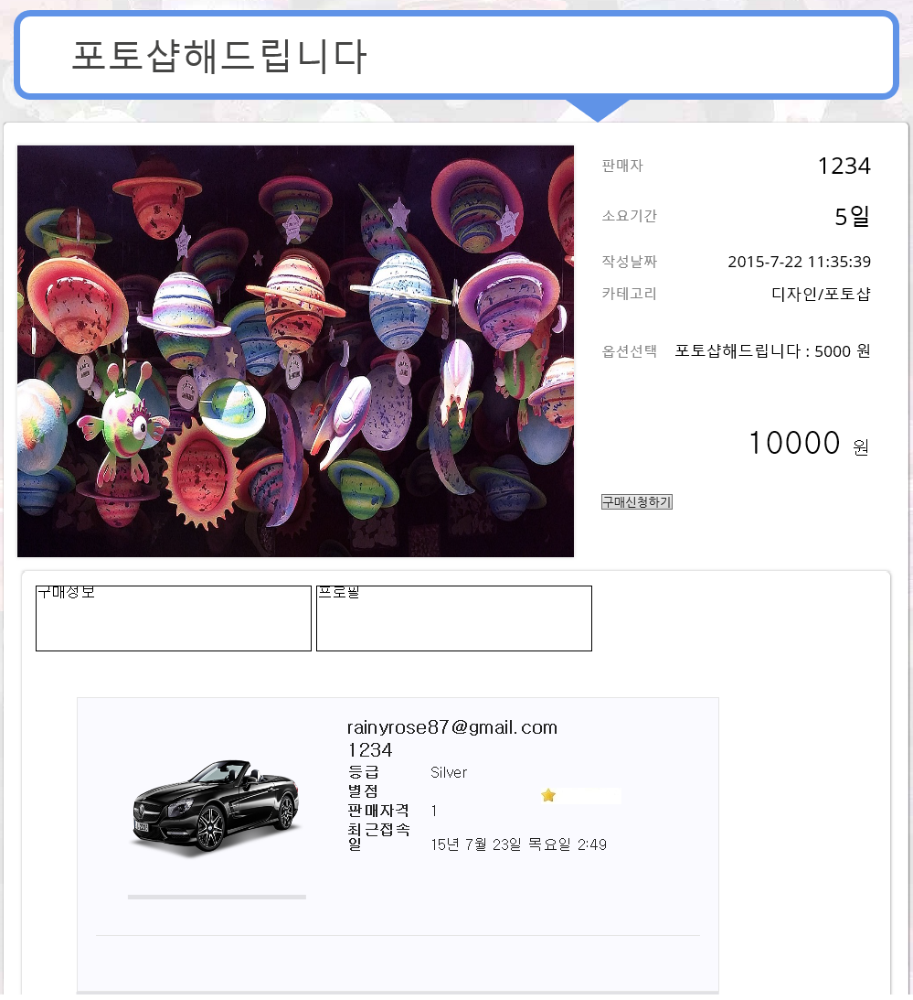 포토샵해드립니다
판매자 1234
소요기간 5일
작성날짜 2015-7-22 11:35:39
카테고리 디자인/포토샵
옵션선택 포토샵해드립니다 : 5000 원
10000 원
구매신청하기
구매정보 프로필
rainyrose87@gmail.com
1234
등급 Silver
별점
판매자격 1
최근접속
일 15년 7월 23일 목요일 2:49